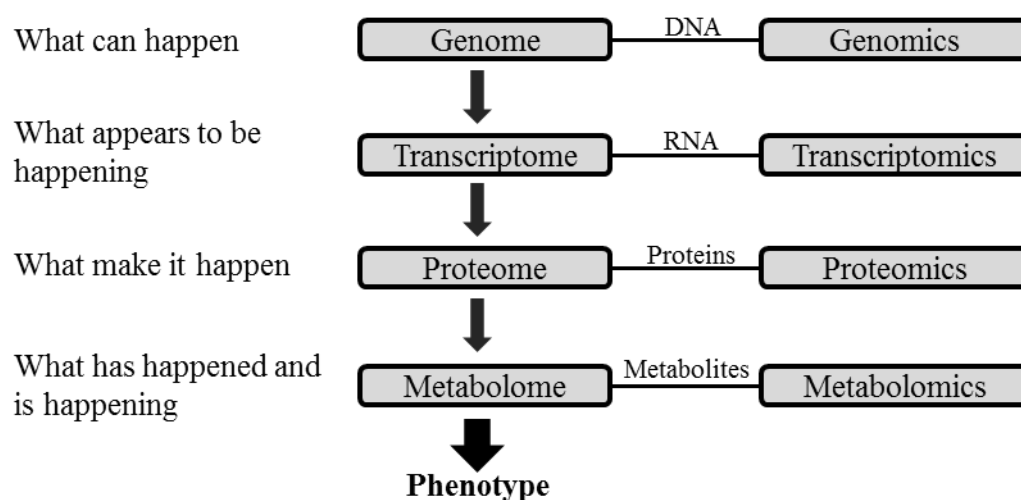 What can happen
Genome
DNA
Genomics
What appears to be
happening
Transcriptome
RNA
Transcriptomics
What make it happen
Proteome
Proteins
Proteomics
What has happened and
is happening
Metabolome
Metabolites
Metabolomics
Phenotype